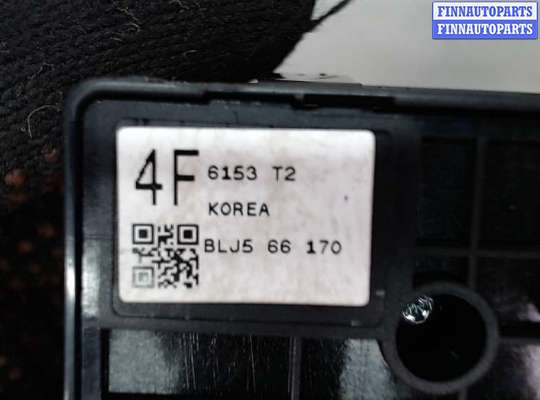 FINNAUTOPARTS
FINNAUTOPARTS
4F 6153 T2
KOREA
BLJ5 66 170